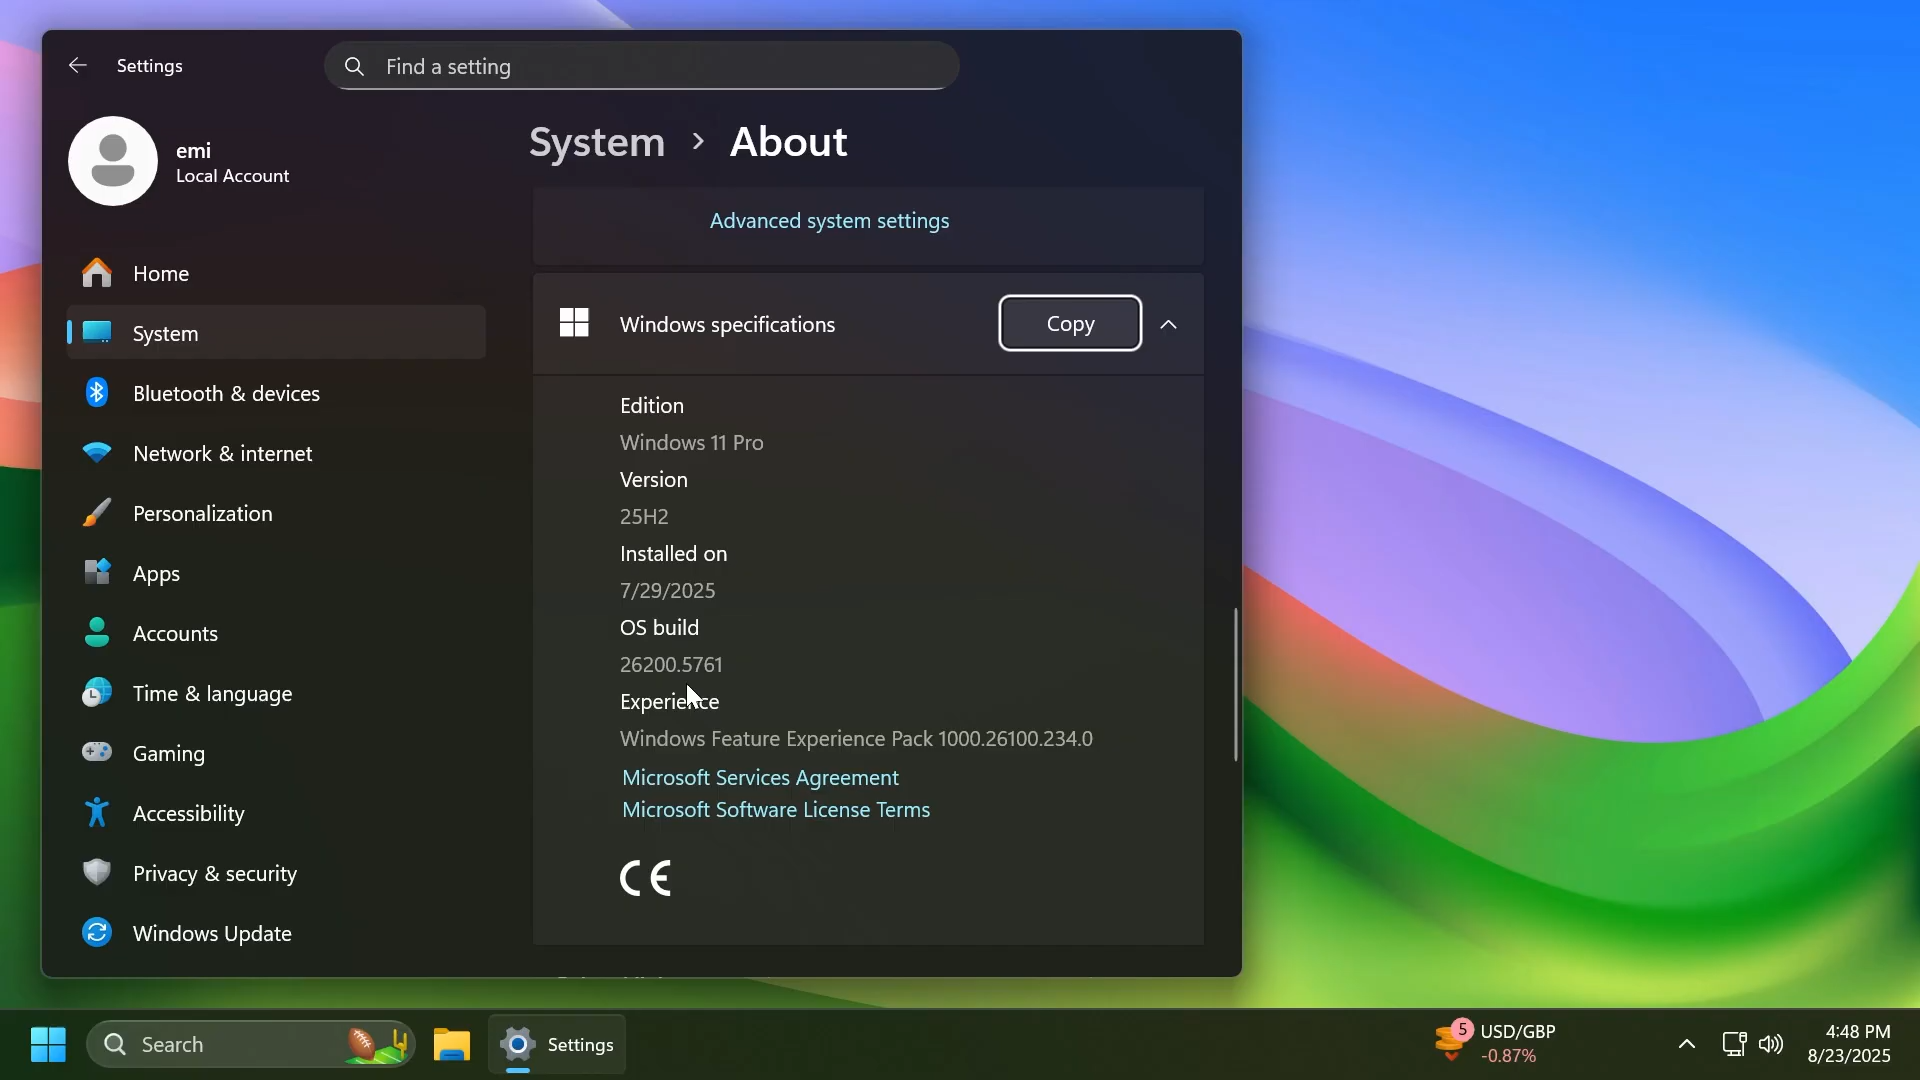 Settings
Find a setting
emi
Local Account
Home
System
Bluetooth & devices
Network & internet
Personalization
Apps
Accounts
Time & language
Gaming
Accessibility
Privacy & security
Windows Update
System > About
Advanced system settings
Windows specifications
Copy
Edition
Windows 11 Pro
Version
25H2
Installed on
7/29/2025
OS build
26200.5761
Experience
Windows Feature Experience Pack 1000.26100.234.0
Microsoft Services Agreement
Microsoft Software License Terms
CE
Search
Settings
5
USD/GBP
-0.87%
4:48 PM
8/23/2025